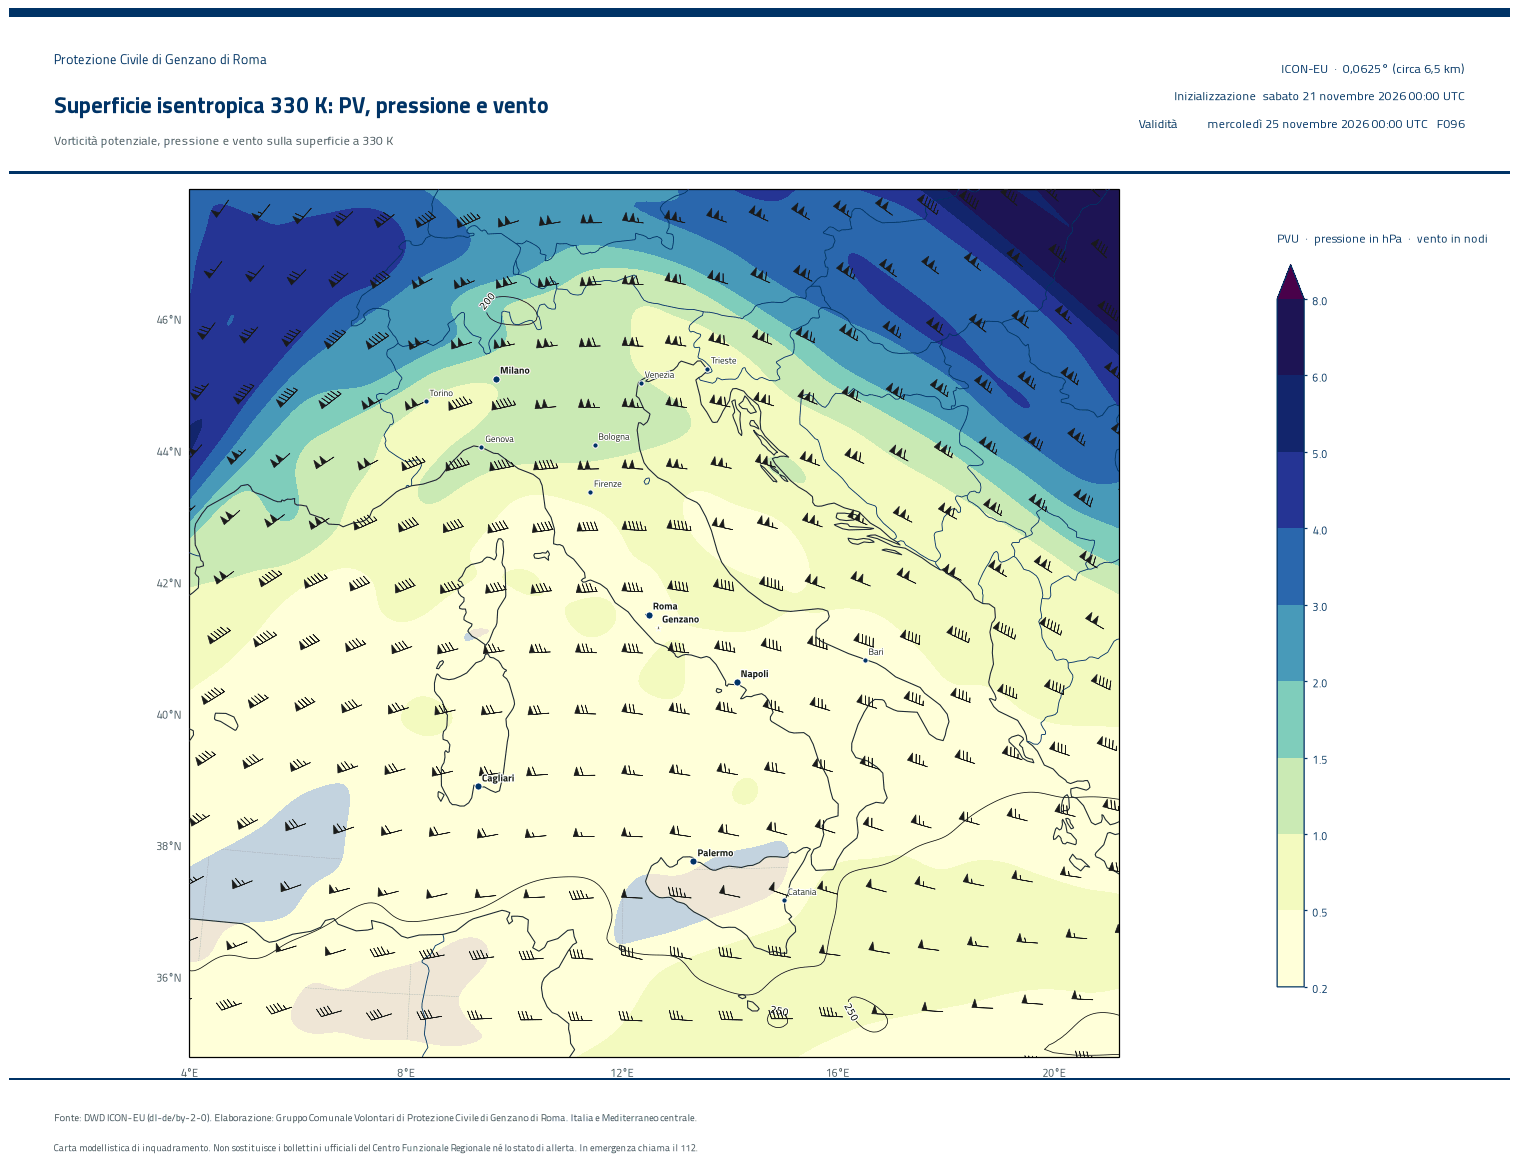 Protezione Civile di Genzano di Roma
Superficie isentropica 330 K: PV, pressione e vento
Vorticità potenziale, pressione e vento sulla superficie a 330 K
ICON-EU · 0,0625° (circa 6,5 km)
Inizializzazione sabato 21 novembre 2026 00:00 UTC
Validità mercoledì 25 novembre 2026 00:00 UTC F096
PVU · pressione in hPa · vento in nodi
8.0
6.0
5.0
4.0
3.0
2.0
1.5
1.0
0.5
0.2
46°N
44°N
42°N
40°N
38°N
36°N
4°E
8°E
12°E
16°E
20°E
200
Milano
Torino
Venezia
Trieste
Genova
Bologna
Firenze
Roma
Genzano
Napoli
Bari
Cagliari
Palermo
Catania
250
250
Fonte: DWD ICON-EU (dl-de/by-2-0). Elaborazione: Gruppo Comunale Volontari di Protezione Civile di Genzano di Roma. Italia e Mediterraneo centrale.
Carta modellistica di inquadramento. Non sostituisce i bollettini ufficiali del Centro Funzionale Regionale né lo stato di allerta. In emergenza chiama il 112.